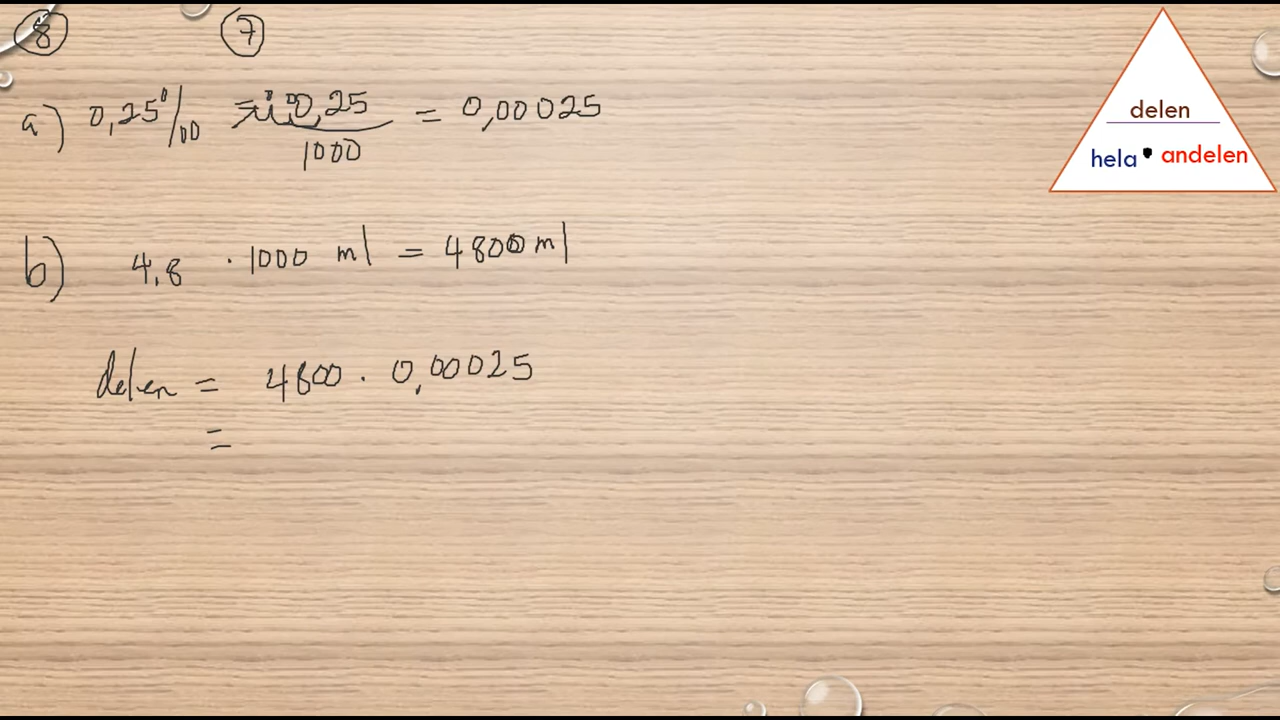 8 7
a) 0,25‰ = 0,25/1000 = 0,00025
b) 4,8 · 1000 ml = 4800 ml
delen = 4800 · 0,00025
=
delen
hela · andelen